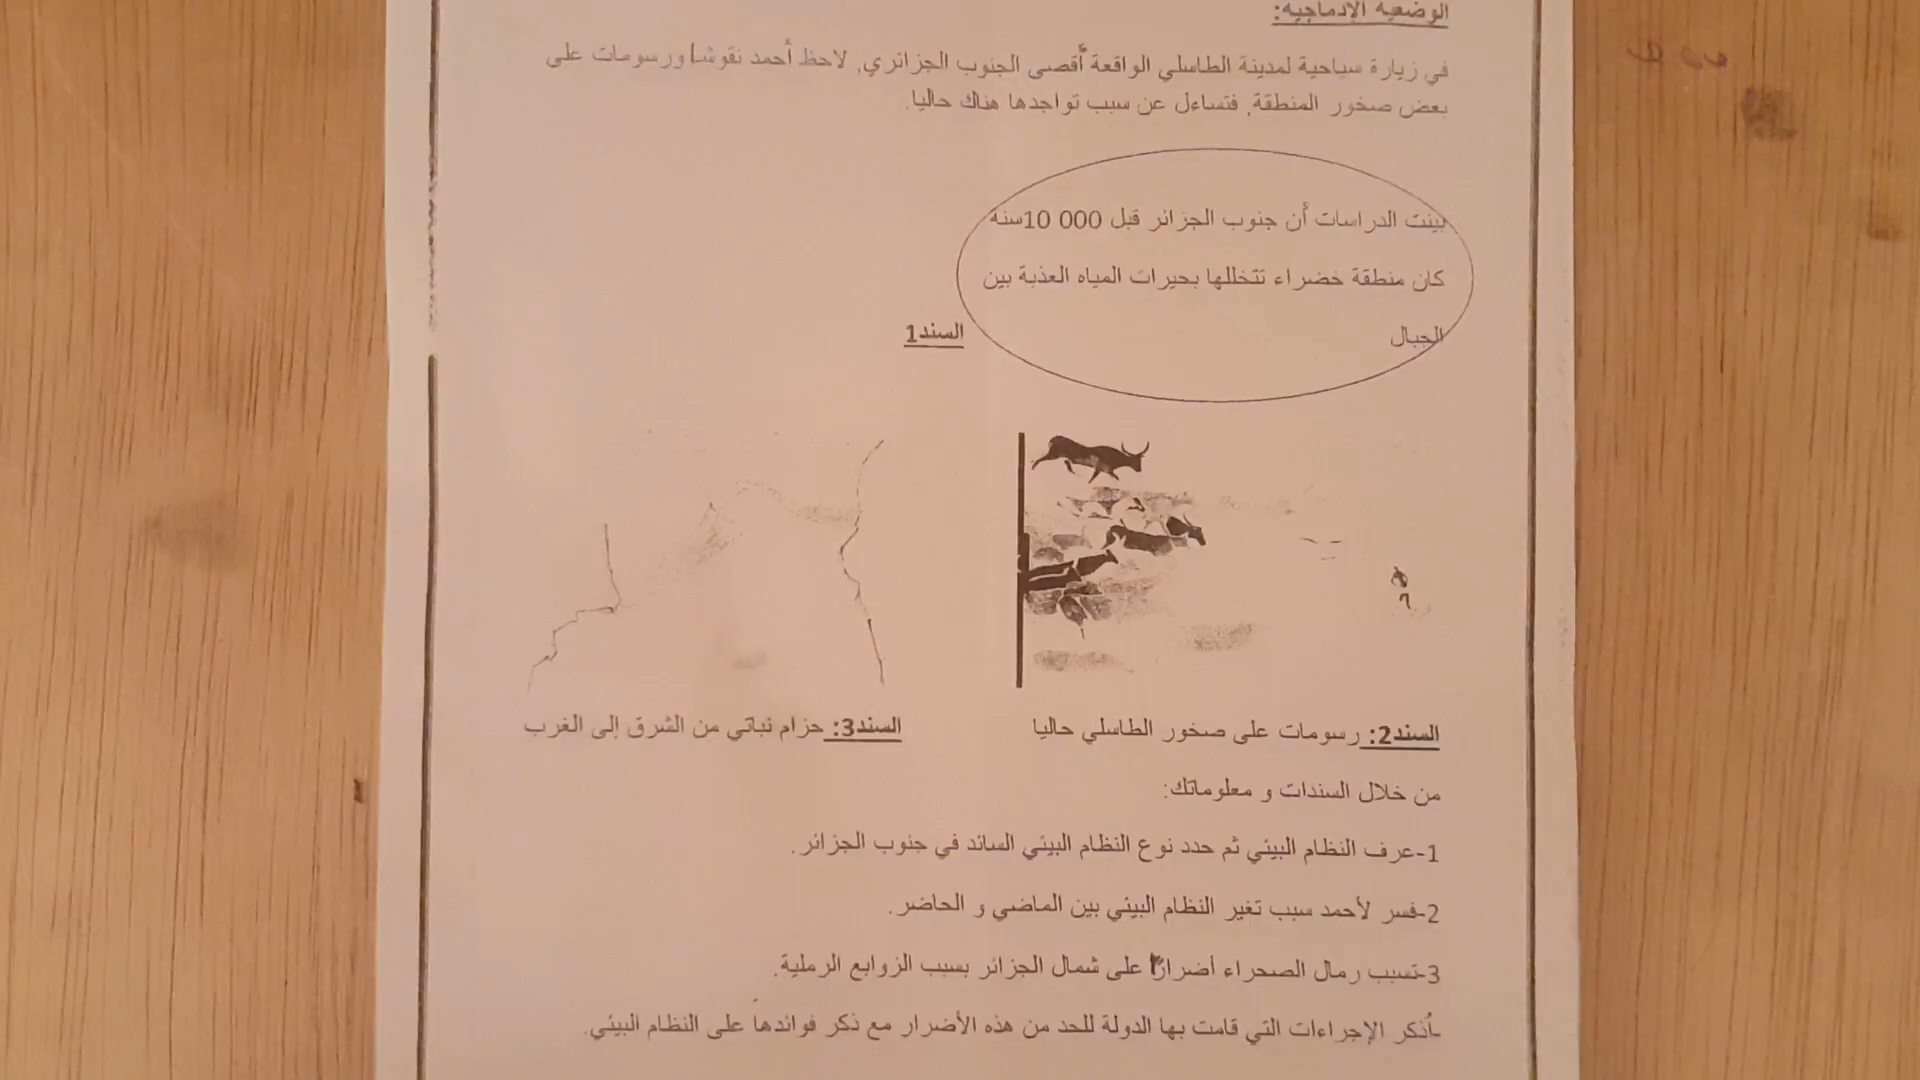 الوضعية الإدماجية:
في زيارة سياحية لمدينة الطاسلي الواقعة أقصى الجنوب الجزائري, لاحظ أحمد نقوشا ورسومات على
بعض صخور المنطقة, فتساءل عن سبب تواجدها هناك حاليا.
بينت الدراسات أن جنوب الجزائر قبل 000 10سنة
كان منطقة خضراء تتخللها بحيرات المياه العذبة بين
الجبال
السند1
السند2: رسومات على صخور الطاسلي حاليا
السند3: حزام نباتي من الشرق إلى الغرب
من خلال السندات و معلوماتك:
1-عرف النظام البيئي ثم حدد نوع النظام البيئي السائد في جنوب الجزائر.
2-فسر لأحمد سبب تغير النظام البيئي بين الماضي و الحاضر.
3-تسبب رمال الصحراء أضرارًا على شمال الجزائر بسبب الزوابع الرملية.
-أذكر الإجراءات التي قامت بها الدولة للحد من هذه الأضرار مع ذكر فوائدها على النظام البيئي.